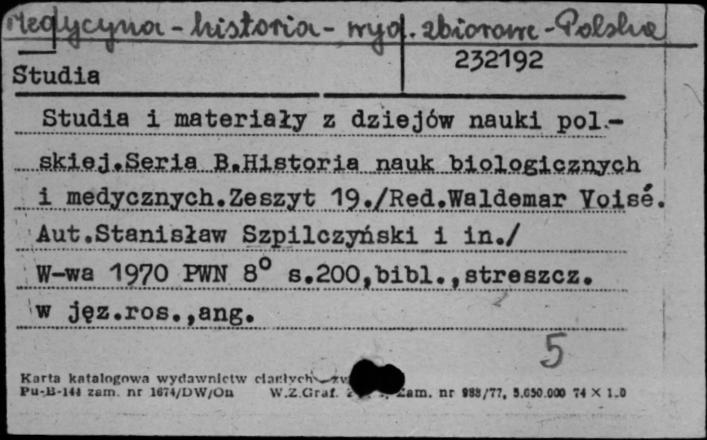 Medycyna - historia - wyd. zbiorowe - Polska
232192
Studia
Studia i materiały z dziejów nauki pol.-
skiej.Seria B.Historia nauk biologicznych
i medycznych.Zeszyt 19./Red.Waldemar Voisé.
Aut.Stanisław Szpilczyński i in./
W-wa 1970 PWN 8° s.200,bibl.,streszcz.
w jęz.ros.,ang.
5
Karta katalogowa wydawnictw ciągłych
Pu-B-144 zam. nr 1674/DW/On W.Z.Graf. zam. nr 988/77, 5.650.000 74 × 1.0